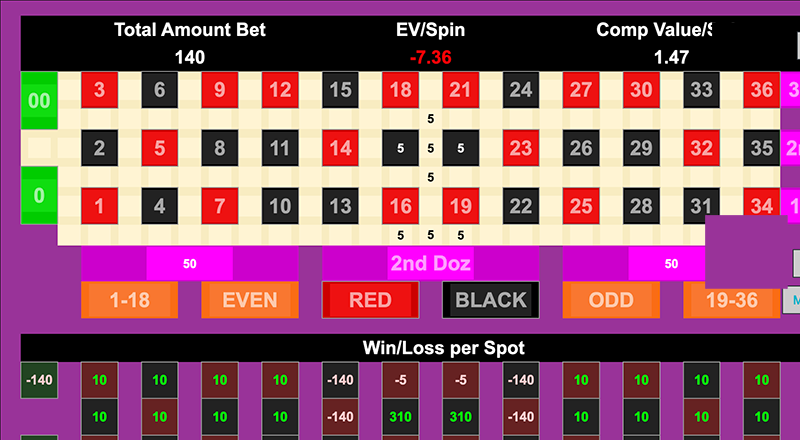 Total Amount Bet EV/Spin Comp Value/
140 -7.36 1.47
00 3 6 9 12 15 18 21 24 27 30 33 36 3
5
2 5 8 11 14 5 5 5 23 26 29 32 35 2n
5
0 1 4 7 10 13 16 19 22 25 28 31 34 1
5 5 5
50 2nd Doz 50
1-18 EVEN RED BLACK ODD 19-36 M
Win/Loss per Spot
-140 10 10 10 10 -140 -5 -5 -140 10 10 10 10
10 10 10 10 -140 310 310 -140 10 10 10 10